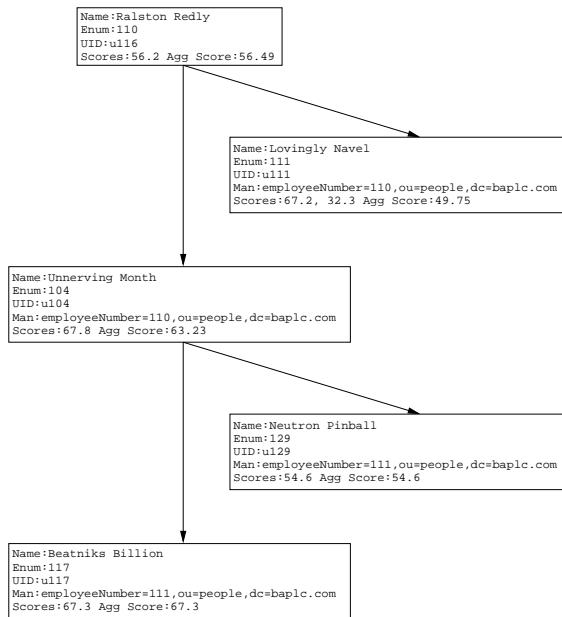 Name:Ralston Redly
Enum:110
UID:u116
Scores:56.2 Agg Score:56.49
Name:Lovingly Navel
Enum:111
UID:u111
Man:employeeNumber=110,ou=people,dc=baplc.com
Scores:67.2, 32.3 Agg Score:49.75
Name:Unnerving Month
Enum:104
UID:u104
Man:employeeNumber=110,ou=people,dc=baplc.com
Scores:67.8 Agg Score:63.23
Name:Neutron Pinball
Enum:129
UID:u129
Man:employeeNumber=111,ou=people,dc=baplc.com
Scores:54.6 Agg Score:54.6
Name:Beatniks Billion
Enum:117
UID:u117
Man:employeeNumber=111,ou=people,dc=baplc.com
Scores:67.3 Agg Score:67.3